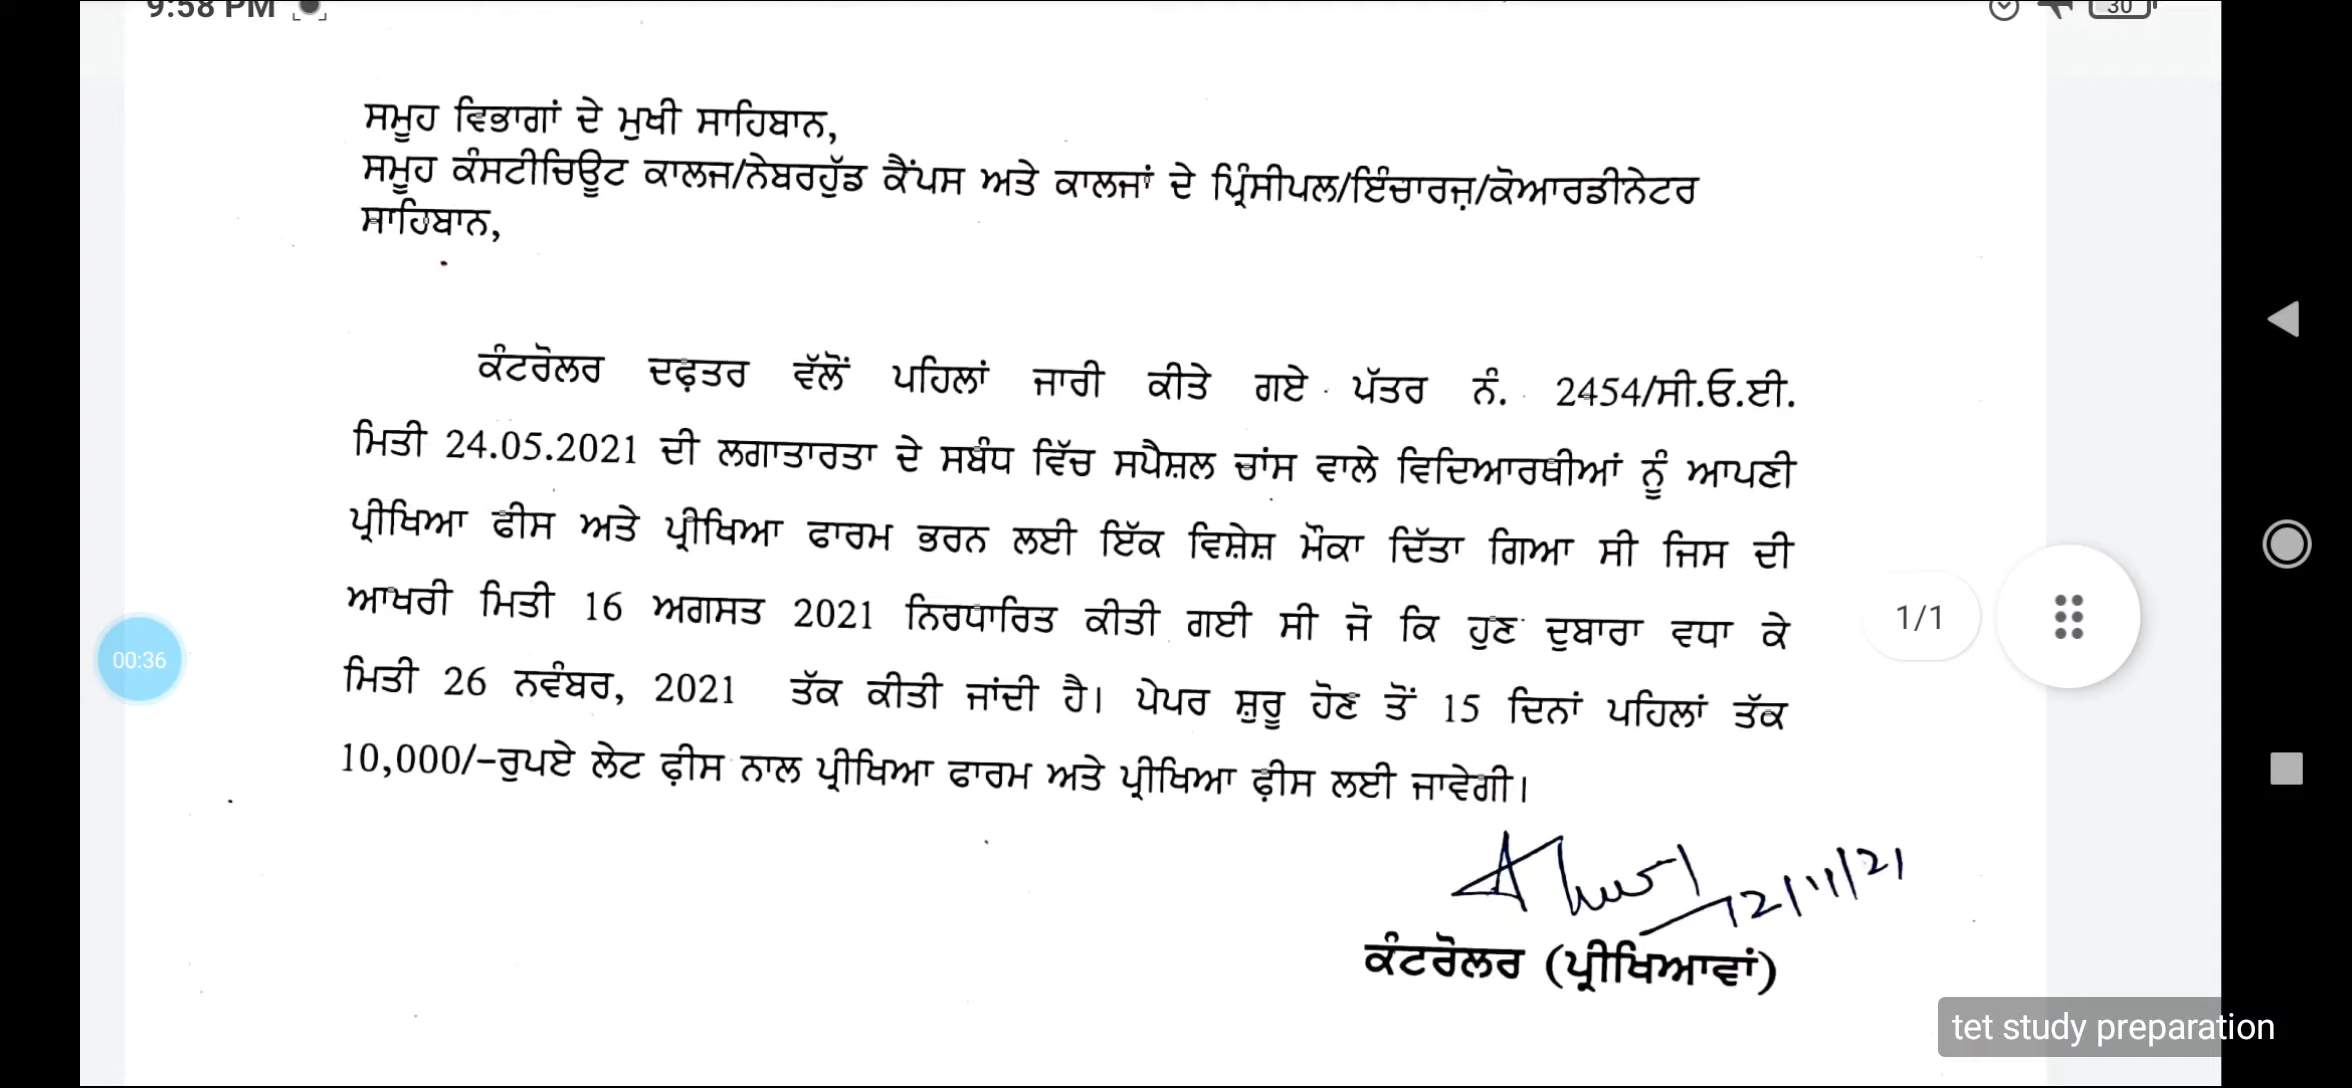 9:58 PM
30
ਸਮੂਹ ਵਿਭਾਗਾਂ ਦੇ ਮੁਖੀ ਸਾਹਿਬਾਨ,
ਸਮੂਹ ਕੰਸਟੀਚਿਊਟ ਕਾਲਜ/ਨੇਬਰਹੁੱਡ ਕੈਂਪਸ ਅਤੇ ਕਾਲਜਾਂ ਦੇ ਪ੍ਰਿੰਸੀਪਲ/ਇੰਚਾਰਜ਼/ਕੋਆਰਡੀਨੇਟਰ
ਸਾਹਿਬਾਨ,
ਕੰਟਰੋਲਰ ਦਫ਼ਤਰ ਵੱਲੋਂ ਪਹਿਲਾਂ ਜਾਰੀ ਕੀਤੇ ਗਏ ਪੱਤਰ ਨੰ. 2454/ਸੀ.ਓ.ਈ.
ਮਿਤੀ 24.05.2021 ਦੀ ਲਗਾਤਾਰਤਾ ਦੇ ਸਬੰਧ ਵਿੱਚ ਸਪੈਸ਼ਲ ਚਾਂਸ ਵਾਲੇ ਵਿਦਿਆਰਥੀਆਂ ਨੂੰ ਆਪਣੀ
ਪ੍ਰੀਖਿਆ ਫੀਸ ਅਤੇ ਪ੍ਰੀਖਿਆ ਫਾਰਮ ਭਰਨ ਲਈ ਇੱਕ ਵਿਸ਼ੇਸ਼ ਮੌਕਾ ਦਿੱਤਾ ਗਿਆ ਸੀ ਜਿਸ ਦੀ
ਆਖਰੀ ਮਿਤੀ 16 ਅਗਸਤ 2021 ਨਿਰਧਾਰਿਤ ਕੀਤੀ ਗਈ ਸੀ ਜੋ ਕਿ ਹੁਣ ਦੁਬਾਰਾ ਵਧਾ ਕੇ
ਮਿਤੀ 26 ਨਵੰਬਰ, 2021 ਤੱਕ ਕੀਤੀ ਜਾਂਦੀ ਹੈ। ਪੇਪਰ ਸ਼ੁਰੂ ਹੋਣ ਤੋਂ 15 ਦਿਨਾਂ ਪਹਿਲਾਂ ਤੱਕ
10,000/-ਰੁਪਏ ਲੇਟ ਫ਼ੀਸ ਨਾਲ ਪ੍ਰੀਖਿਆ ਫਾਰਮ ਅਤੇ ਪ੍ਰੀਖਿਆ ਫ਼ੀਸ ਲਈ ਜਾਵੇਗੀ।
12/11/21
ਕੰਟਰੋਲਰ (ਪ੍ਰੀਖਿਆਵਾਂ)
1/1
00:36
tet study preparation